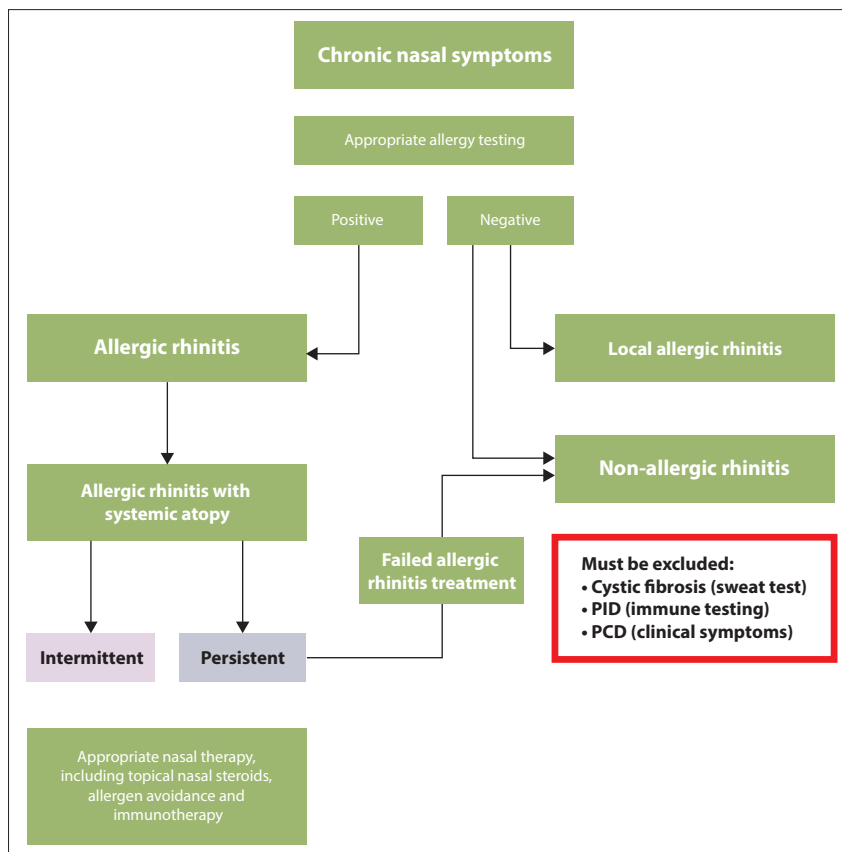 Chronic nasal symptoms
Appropriate allergy testing
Positive
Negative
Allergic rhinitis
Local allergic rhinitis
Non-allergic rhinitis
Allergic rhinitis with
systemic atopy
Failed allergic
rhinitis treatment
Must be excluded:
• Cystic fibrosis (sweat test)
• PID (immune testing)
• PCD (clinical symptoms)
Intermittent
Persistent
Appropriate nasal therapy,
including topical nasal steroids,
allergen avoidance and
immunotherapy